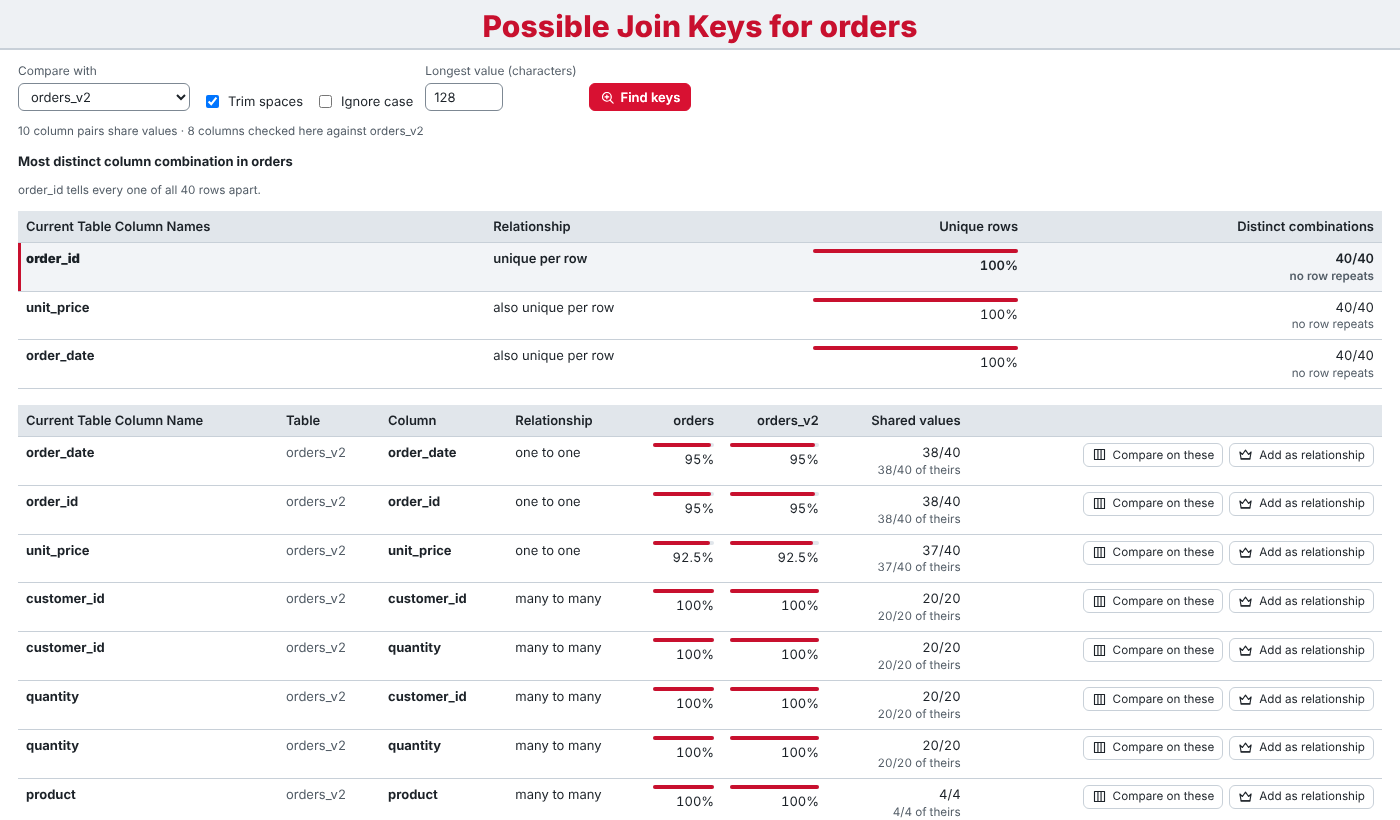 Possible Join Keys for orders
Compare with
Longest value (characters)
orders_v2
Trim spaces
Ignore case
128
Find keys
10 column pairs share values · 8 columns checked here against orders_v2
Most distinct column combination in orders
order_id tells every one of all 40 rows apart.
Current Table Column Names Relationship Unique rows Distinct combinations
order_id unique per row 100% 40/40
no row repeats
unit_price also unique per row 100% 40/40
no row repeats
order_date also unique per row 100% 40/40
no row repeats
Current Table Column Name Table Column Relationship orders orders_v2 Shared values
order_date orders_v2 order_date one to one 95% 95% 38/40 Compare on these Add as relationship
38/40 of theirs
order_id orders_v2 order_id one to one 95% 95% 38/40 Compare on these Add as relationship
38/40 of theirs
unit_price orders_v2 unit_price one to one 92.5% 92.5% 37/40 Compare on these Add as relationship
37/40 of theirs
customer_id orders_v2 customer_id many to many 100% 100% 20/20 Compare on these Add as relationship
20/20 of theirs
customer_id orders_v2 quantity many to many 100% 100% 20/20 Compare on these Add as relationship
20/20 of theirs
quantity orders_v2 customer_id many to many 100% 100% 20/20 Compare on these Add as relationship
20/20 of theirs
quantity orders_v2 quantity many to many 100% 100% 20/20 Compare on these Add as relationship
20/20 of theirs
product orders_v2 product many to many 100% 100% 4/4 Compare on these Add as relationship
4/4 of theirs